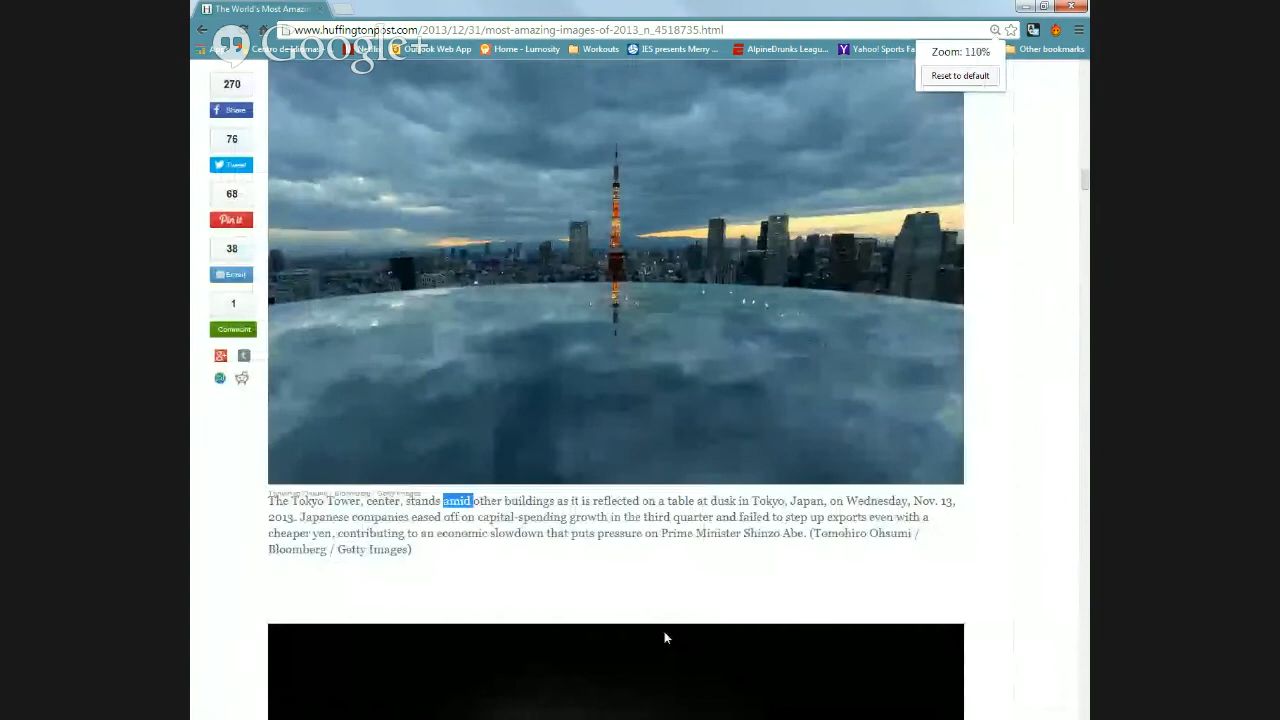 The World's Most Amazin
www.huffingtonpost.com/2013/12/31/most-amazing-images-of-2013_n_4518735.html
Google+
Outlook Web App
Home - Lumosity
Workouts
IES presents Merry ...
AlpineDrunks Leagu...
Yahoo! Sports Fa
Other bookmarks
Zoom: 110%
Reset to default
270
Share
76
Tweet
68
Pin it
38
Email
1
Comment
The Tokyo Tower, center, stands amid other buildings as it is reflected on a table at dusk in Tokyo, Japan, on Wednesday, Nov. 13,
2013. Japanese companies eased off on capital-spending growth in the third quarter and failed to step up exports even with a
cheaper yen, contributing to an economic slowdown that puts pressure on Prime Minister Shinzo Abe. (Tomohiro Ohsumi /
Bloomberg / Getty Images)